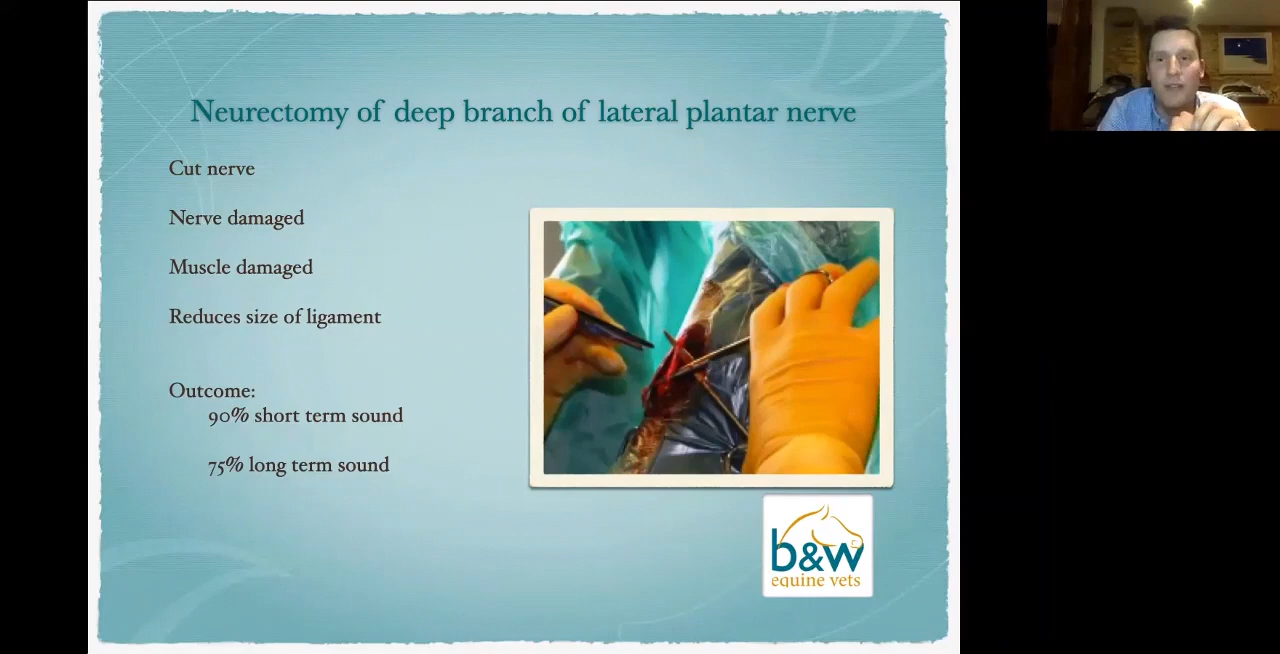 Neurectomy of deep branch of lateral plantar nerve
Cut nerve
Nerve damaged
Muscle damaged
Reduces size of ligament
Outcome:
90% short term sound
75% long term sound
b&w
equine vets